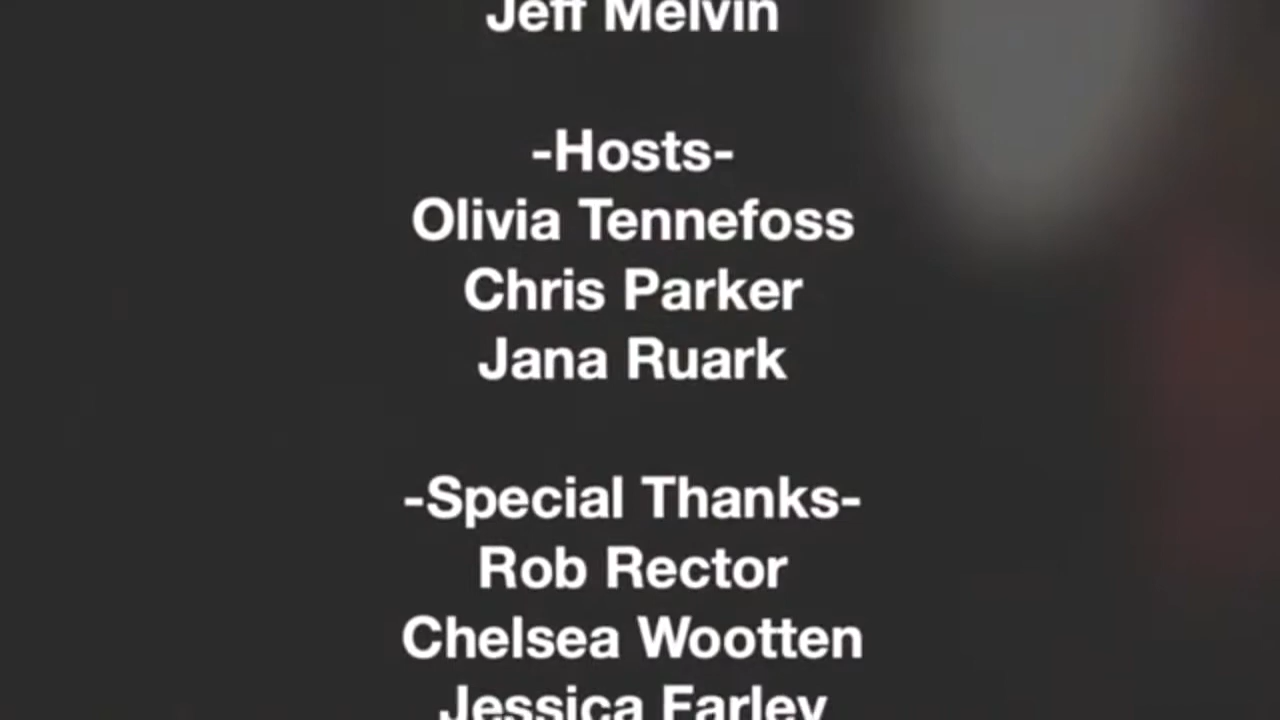 Jeff Melvin
-Hosts-
Olivia Tennefoss
Chris Parker
Jana Ruark
-Special Thanks-
Rob Rector
Chelsea Wootten
Jessica Farley